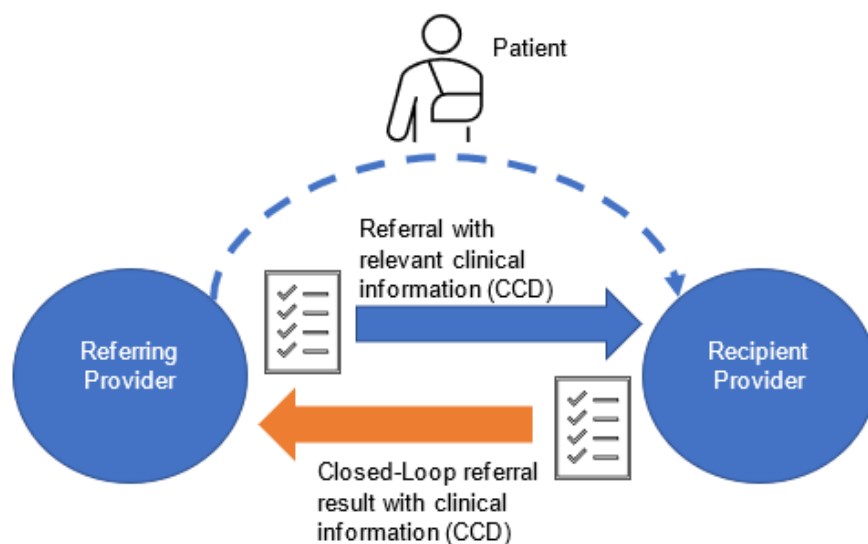 Patient
Referral with
relevant clinical
information (CCD)
Referring
Provider
Recipient
Provider
Closed-Loop referral
result with clinical
information (CCD)